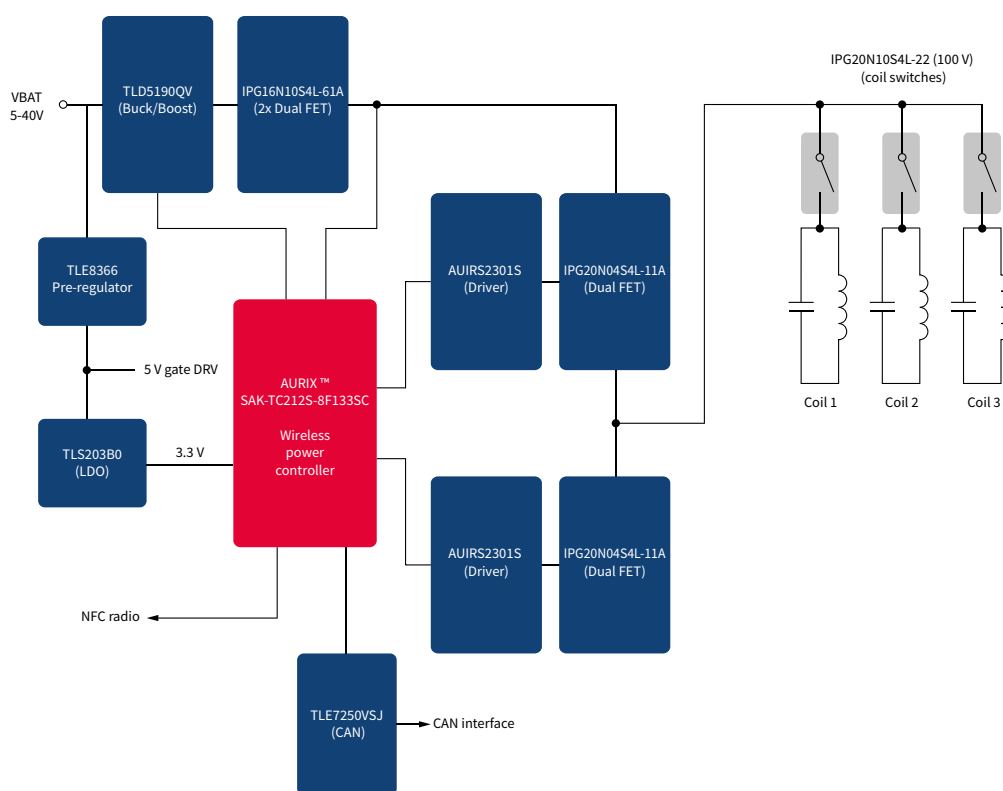 IPG20N10S4L-22 (100 V)
(coil switches)
VBAT
5-40V
TLD5190QV
(Buck/Boost)
IPG16N10S4L-61A
(2x Dual FET)
TLE8366
Pre-regulator
AUIRS2301S
(Driver)
IPG20N04S4L-11A
(Dual FET)
5 V gate DRV
AURIX ™
SAK-TC212S-8F133SC
Wireless
power
controller
Coil 1
Coil 2
Coil 3
TLS203B0
(LDO)
3.3 V
AUIRS2301S
(Driver)
IPG20N04S4L-11A
(Dual FET)
NFC radio
TLE7250VSJ
(CAN)
CAN interface